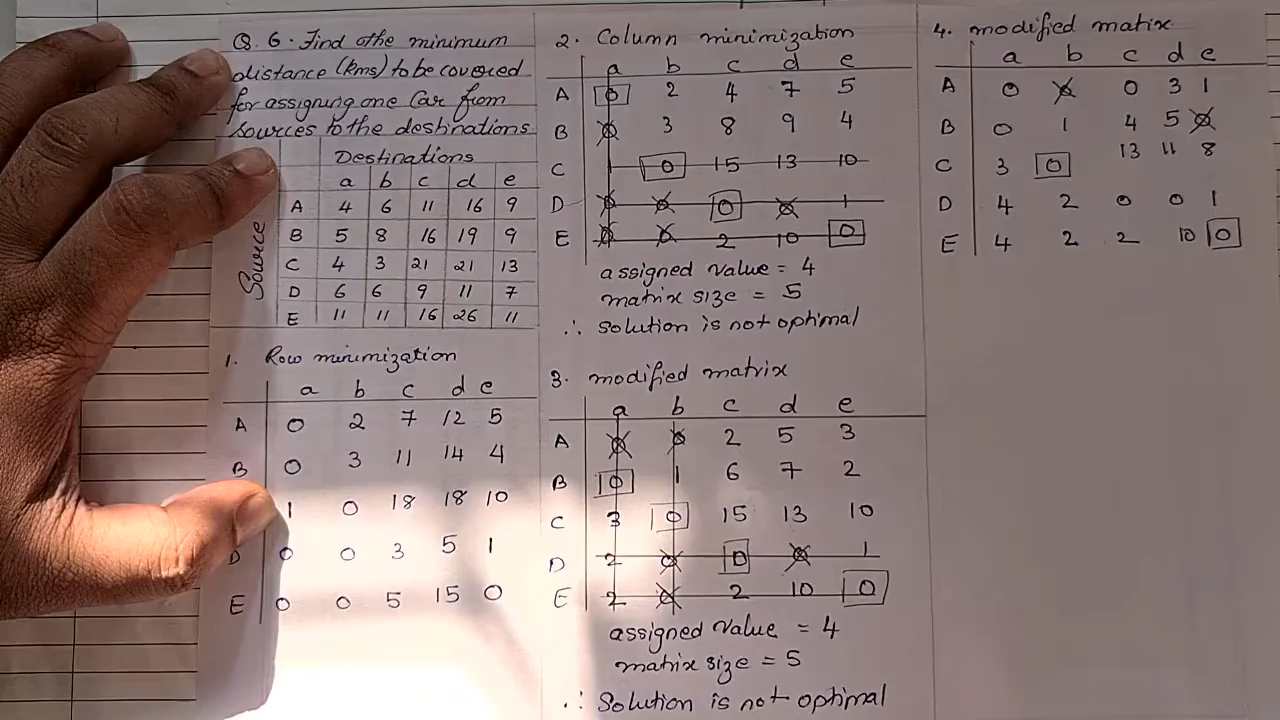 Q.6. Find the minimum
distance (kms) to be covered
for assigning one Car from
sources to the destinations.
Destinations
a b c d e
Source
A 4 6 11 16 9
B 5 8 16 19 9
C 4 3 21 21 13
D 6 6 9 11 7
E 11 11 16 26 11
1. Row minimization
a b c d e
A 0 2 7 12 5
B 0 3 11 14 4
1 0 18 18 10
D 0 0 3 5 1
E 0 0 5 15 0
2. Column minimization
a b c d e
A 0 2 4 7 5
B 0 3 8 9 4
C 1 0 15 13 10
D 0 0 0 0 1
E 0 0 2 10 0
assigned value = 4
matrix size = 5
∴ solution is not optimal
3. modified matrix
a b c d e
A 0 0 2 5 3
B 0 1 6 7 2
C 3 0 15 13 10
D 2 0 0 0 1
E 2 0 2 10 0
assigned value = 4
matrix size = 5
∴ Solution is not optimal
4. modified matix
a b c d e
A 0 0 0 3 1
B 0 1 4 5 0
C 3 0 13 11 8
D 4 2 0 0 1
E 4 2 2 10 0